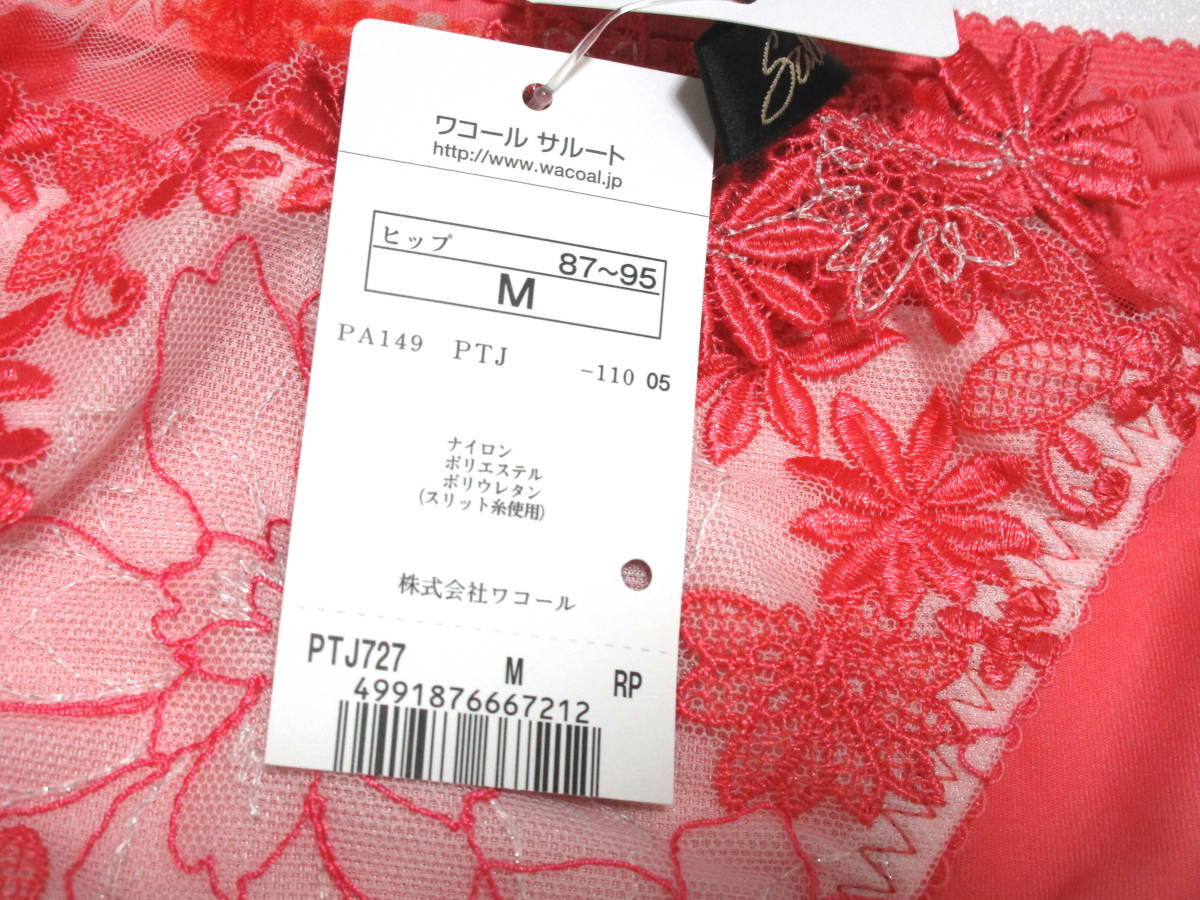 ワコール サルート
http://www.wacoal.jp
ヒップ 87～95
M
PA149 PTJ -110 05
ナイロン
ポリエステル
ポリウレタン
(スリット糸使用)
株式会社ワコール
PTJ727 M RP
4991876667212